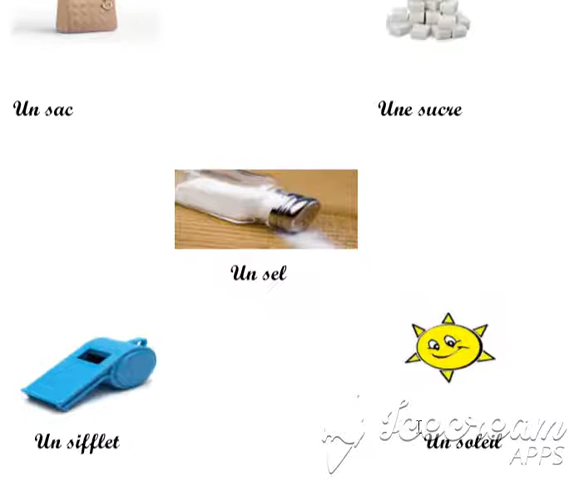 Un sac
Une sucre
Un sel
Un sifflet
Un soleil
Icecream
APPS